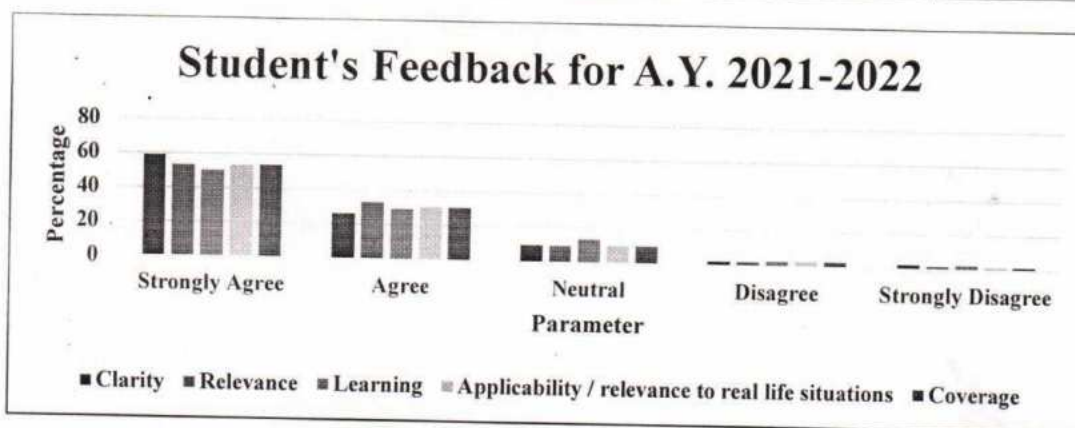 Student's Feedback for A.Y. 2021-2022
Percentage
80
60
40
20
0
Strongly Agree
Agree
Neutral
Disagree
Strongly Disagree
Parameter
Clarity
Relevance
Learning
Applicability / relevance to real life situations
Coverage